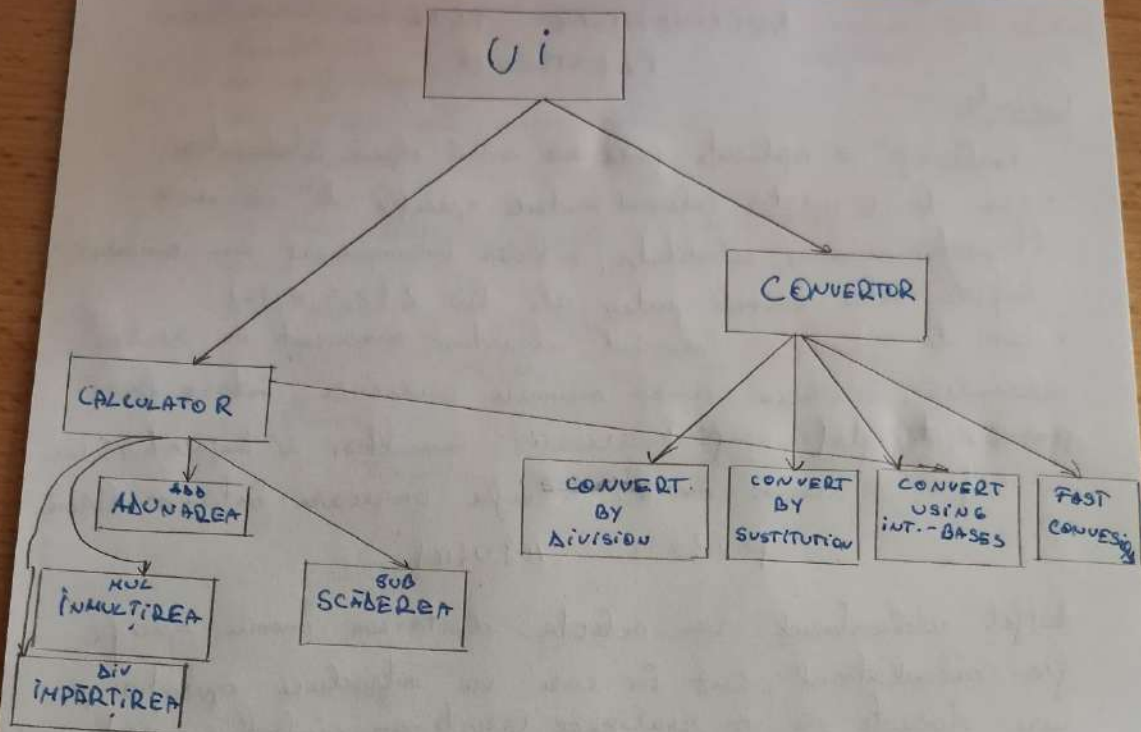 Ui
CONVERTOR
CALCULATOR
ADD
ADUNAREA
CONVERT.
BY
DIVISION
CONVERT
BY
SUSTITUTION
CONVERT
USING
INT.-BASES
FAST
CONVESION
MUL
ÎNMULȚIREA
SUB
SCĂDEREA
DIV
ÎMPĂRȚIREA